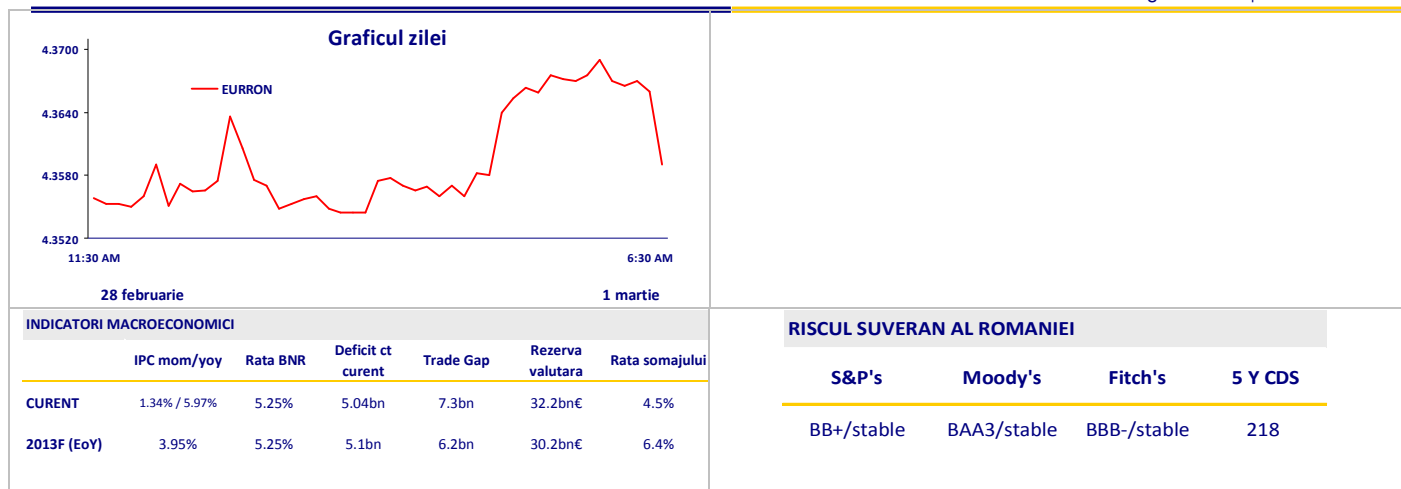 Graficul zilei
4.3700
EURRON
4.3640
4.3580
4.3520
11:30 AM 6:30 AM
28 februarie 1 martie
INDICATORI MACROECONOMICI
IPC mom/yoy Rata BNR Deficit ct curent Trade Gap Rezerva valutara Rata somajului
CURENT 1.34% / 5.97% 5.25% 5.04bn 7.3bn 32.2bn€ 4.5%
2013F (EoY) 3.95% 5.25% 5.1bn 6.2bn 30.2bn€ 6.4%
RISCUL SUVERAN AL ROMANIEI
S&P's Moody's Fitch's 5 Y CDS
BB+/stable BAA3/stable BBB-/stable 218